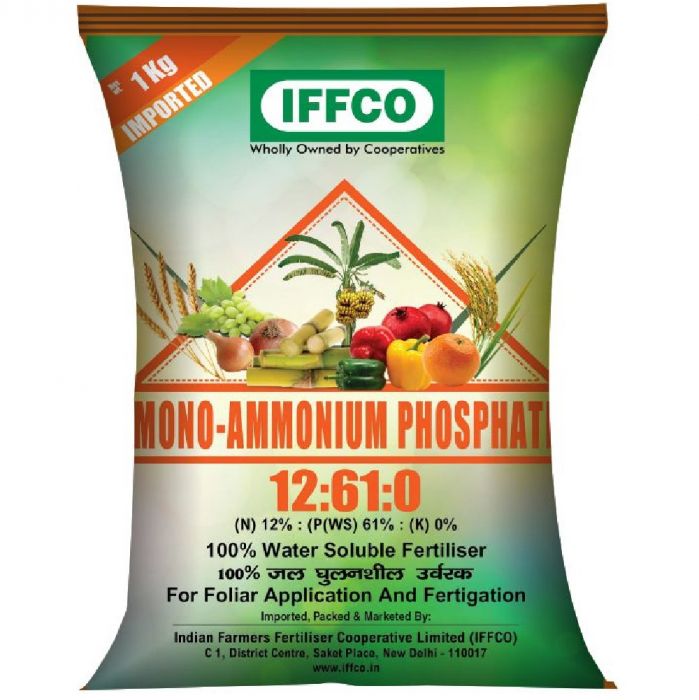 1 Kg
IMPORTED
IFFCO
Wholly Owned by Cooperatives
MONO-AMMONIUM PHOSPHAT
12:61:0
(N) 12% : (P(WS) 61% : (K) 0%
100% Water Soluble Fertiliser
100% जल घुलनशील उर्वरक
For Foliar Application And Fertigation
Imported, Packed & Marketed By:
Indian Farmers Fertiliser Cooperative Limited (IFFCO)
C 1, District Centre, Saket Place, New Delhi - 110017
www.iffco.in